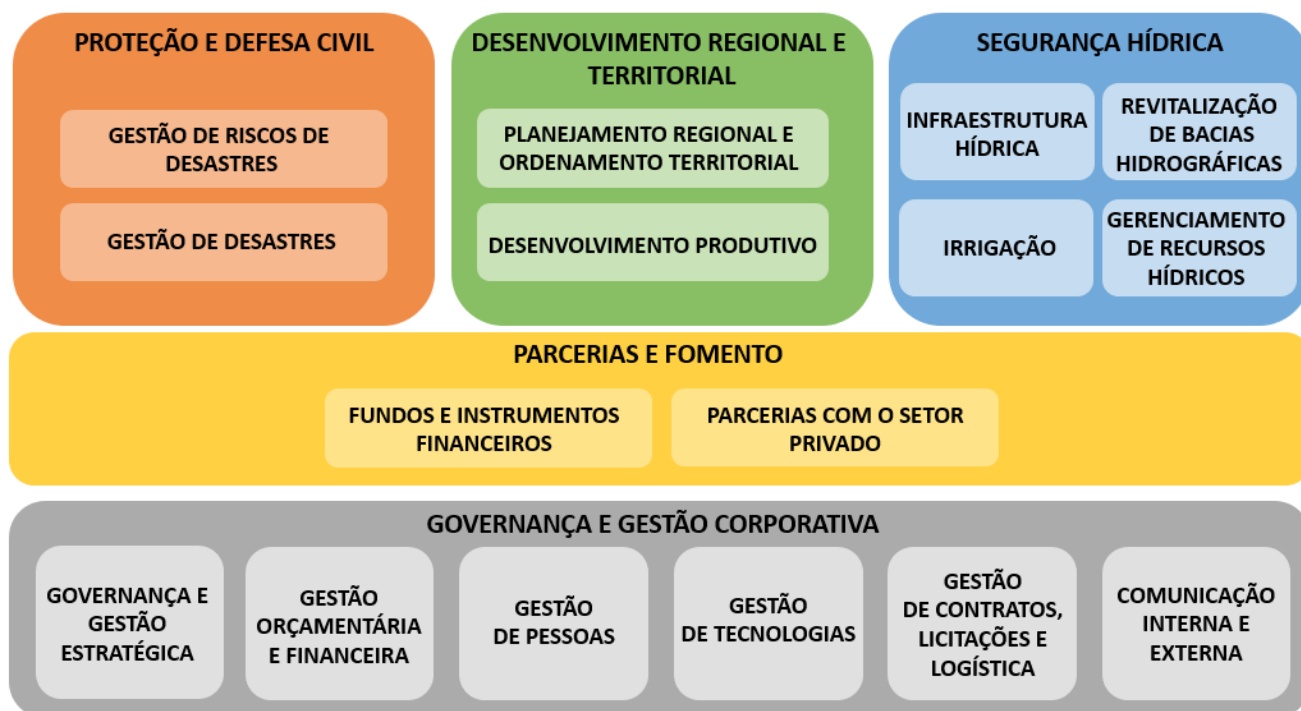 PROTEÇÃO E DEFESA CIVIL
GESTÃO DE RISCOS DE
DESASTRES
GESTÃO DE DESASTRES
DESENVOLVIMENTO REGIONAL E
TERRITORIAL
PLANEJAMENTO REGIONAL E
ORDENAMENTO TERRITORIAL
DESENVOLVIMENTO PRODUTIVO
SEGURANÇA HÍDRICA
INFRAESTRUTURA
HÍDRICA
REVITALIZAÇÃO
DE BACIAS
HIDROGRÁFICAS
IRRIGAÇÃO
GERENCIAMENTO
DE RECURSOS
HÍDRICOS
PARCERIAS E FOMENTO
FUNDOS E INSTRUMENTOS
FINANCEIROS
PARCERIAS COM O SETOR
PRIVADO
GOVERNANÇA E GESTÃO CORPORATIVA
GOVERNANÇA E
GESTÃO
ESTRATÉGICA
GESTÃO
ORÇAMENTÁRIA
E FINANCEIRA
GESTÃO
DE PESSOAS
GESTÃO
DE TECNOLOGIAS
GESTÃO
DE CONTRATOS,
LICITAÇÕES E
LOGÍSTICA
COMUNICAÇÃO
INTERNA E
EXTERNA